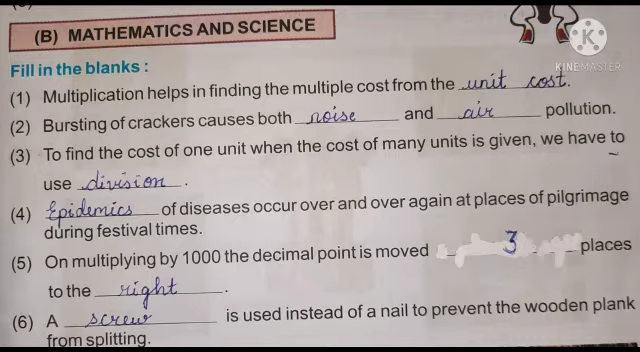 (B) MATHEMATICS AND SCIENCE
KINEMASTER
Fill in the blanks :
(1) Multiplication helps in finding the multiple cost from the unit cost.
(2) Bursting of crackers causes both noise and air pollution.
(3) To find the cost of one unit when the cost of many units is given, we have to
use division.
(4) Epidemics of diseases occur over and over again at places of pilgrimage
during festival times.
(5) On multiplying by 1000 the decimal point is moved 3 places
to the right.
(6) A screw is used instead of a nail to prevent the wooden plank
from splitting.